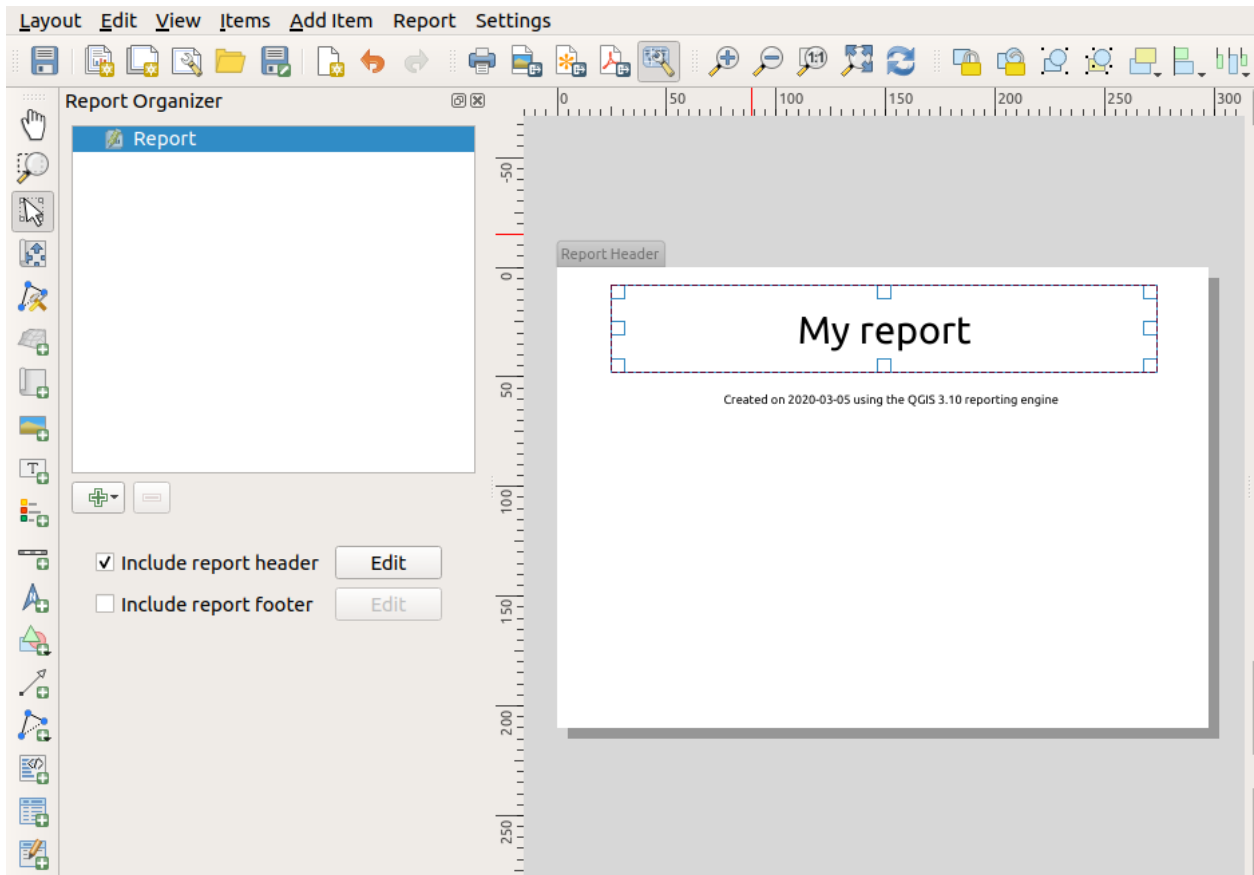 Layout Edit View Items Add Item Report Settings
1:1
Report Organizer
Report
Include report header Edit
Include report footer Edit
0 50 100 150 200 250 300
-50
0
50
100
150
200
250
Report Header
My report
Created on 2020-03-05 using the QGIS 3.10 reporting engine
T
N